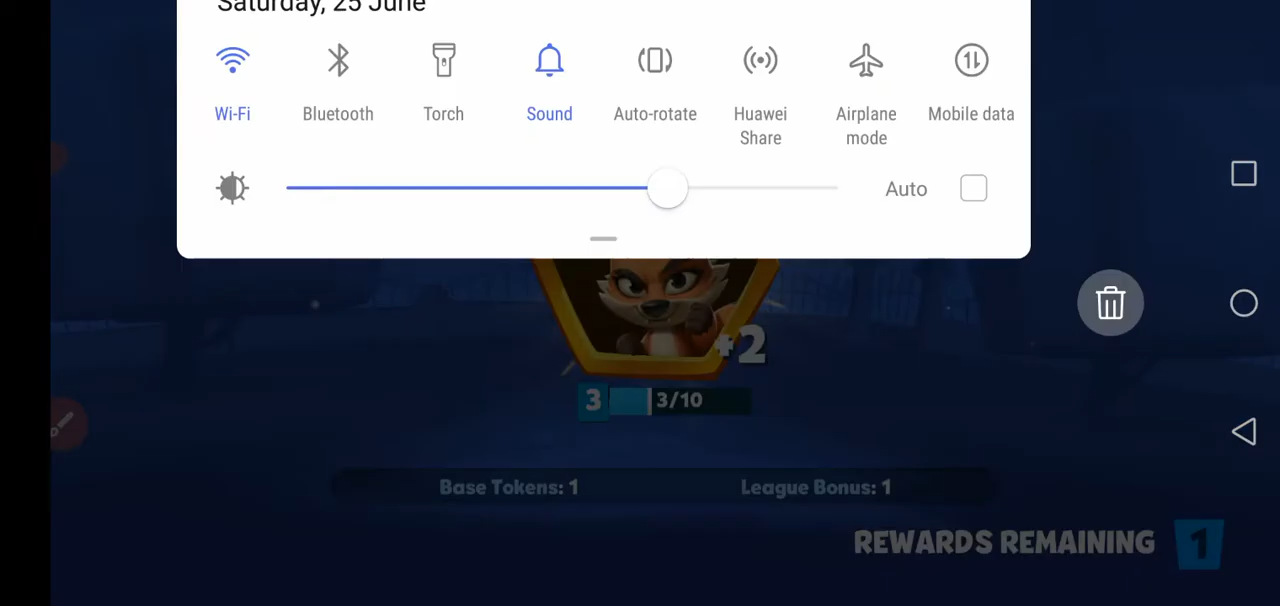 Saturday, 25 June
Wi-Fi Bluetooth Torch Sound Auto-rotate Huawei Share Airplane mode Mobile data
Auto
+2
3 3/10
Base Tokens: 1 League Bonus: 1
REWARDS REMAINING 1